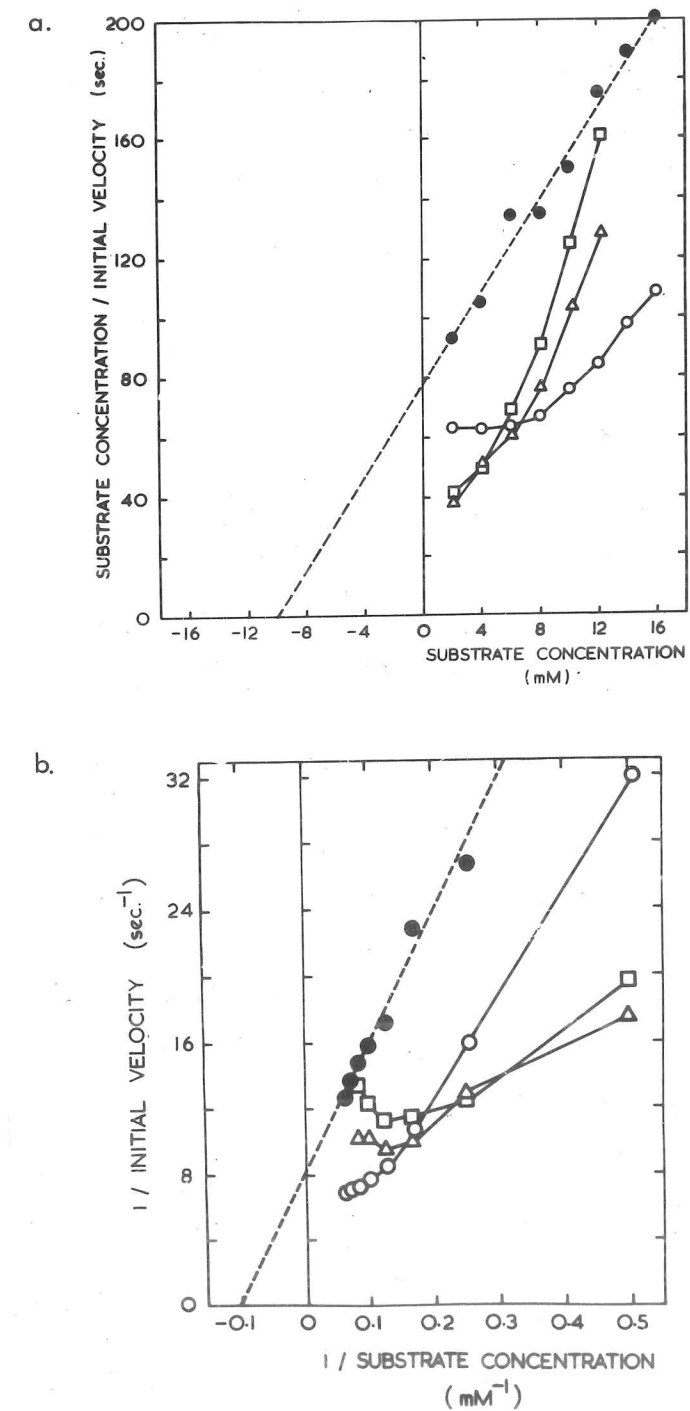 a.
SUBSTRATE CONCENTRATION / INITIAL VELOCITY (sec.)
200
160
120
80
40
0
-16 -12 -8 -4 0 4 8 12 16
SUBSTRATE CONCENTRATION
(mM)
b.
1 / INITIAL VELOCITY (sec.⁻¹)
32
24
16
8
0
-0·1 0 0·1 0·2 0·3 0·4 0·5
1 / SUBSTRATE CONCENTRATION
(mM⁻¹)